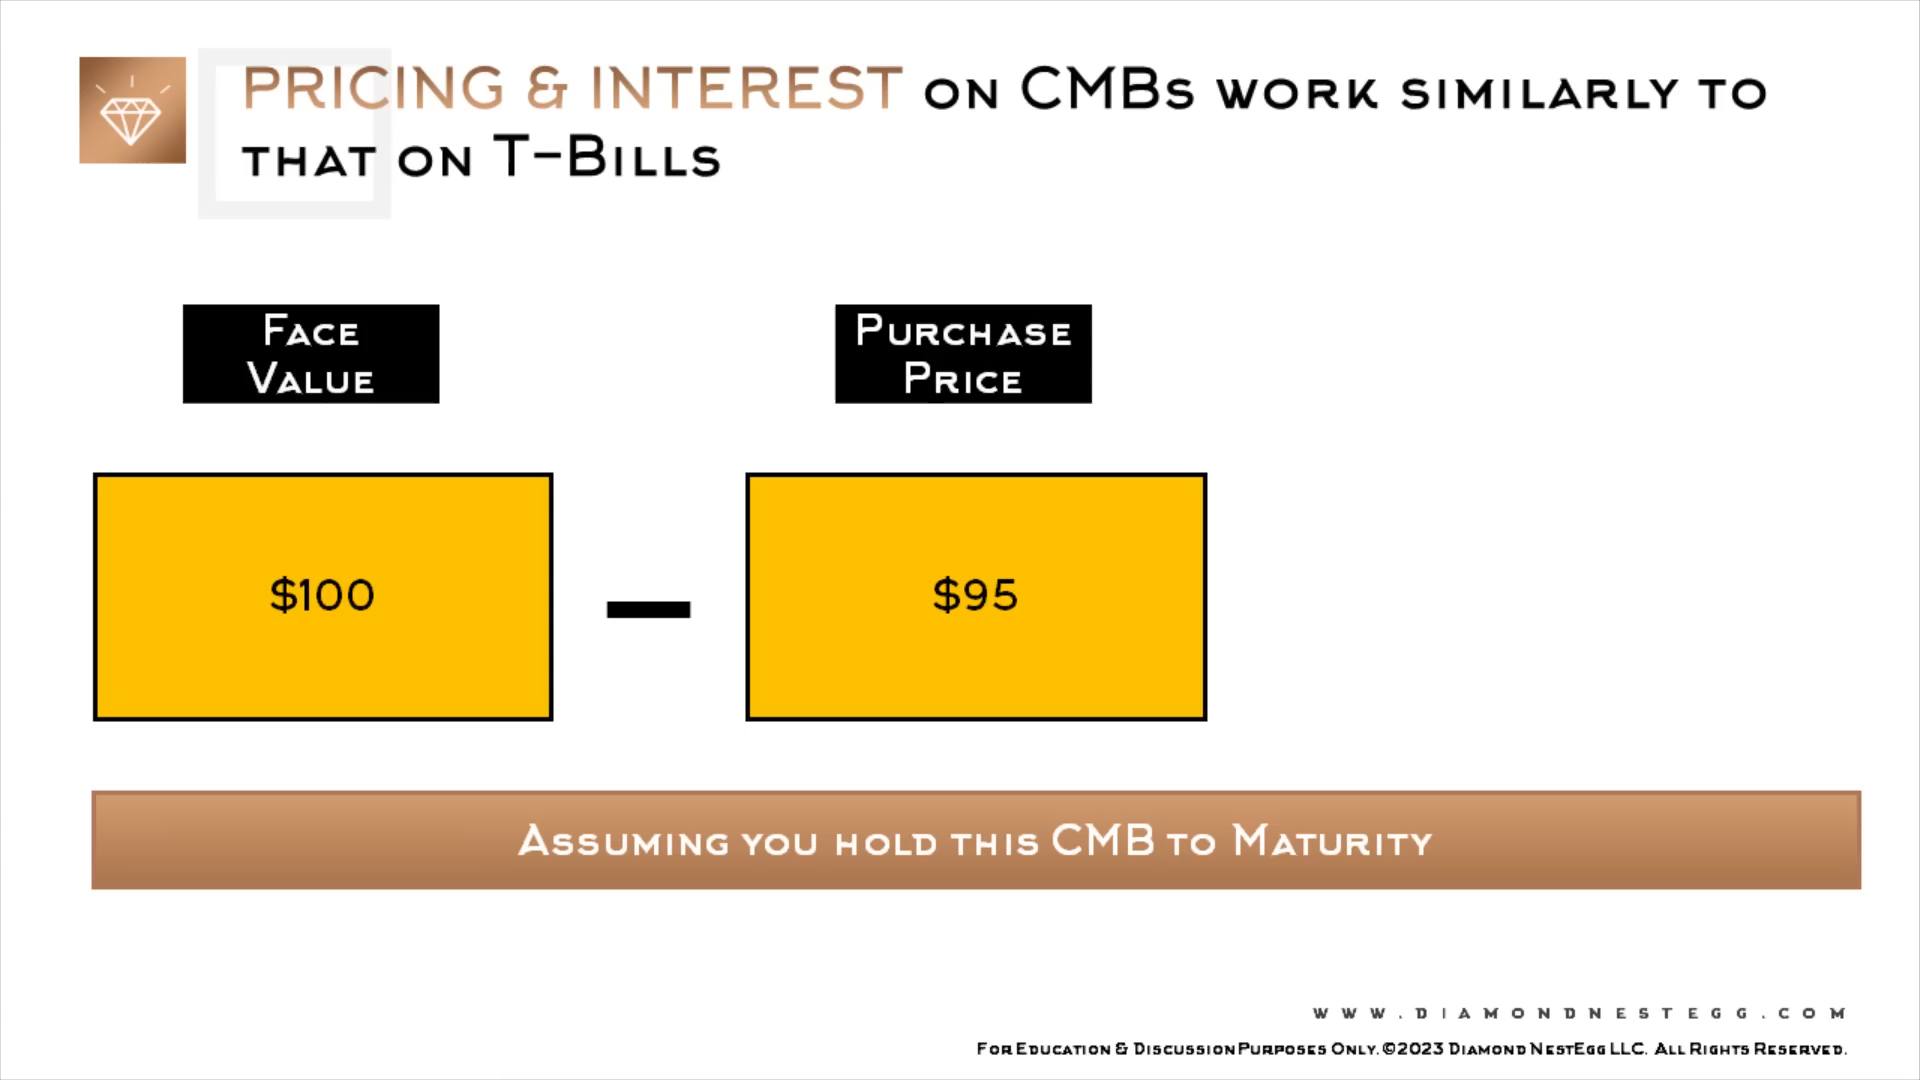 PRICING & INTEREST ON CMBS WORK SIMILARLY TO
THAT ON T-BILLS
FACE
VALUE
PURCHASE
PRICE
$100
$95
ASSUMING YOU HOLD THIS CMB TO MATURITY
WWW.DIAMONDNESTEGG.COM
FOR EDUCATION & DISCUSSION PURPOSES ONLY. ©2023 DIAMOND NESTEGG LLC. ALL RIGHTS RESERVED.